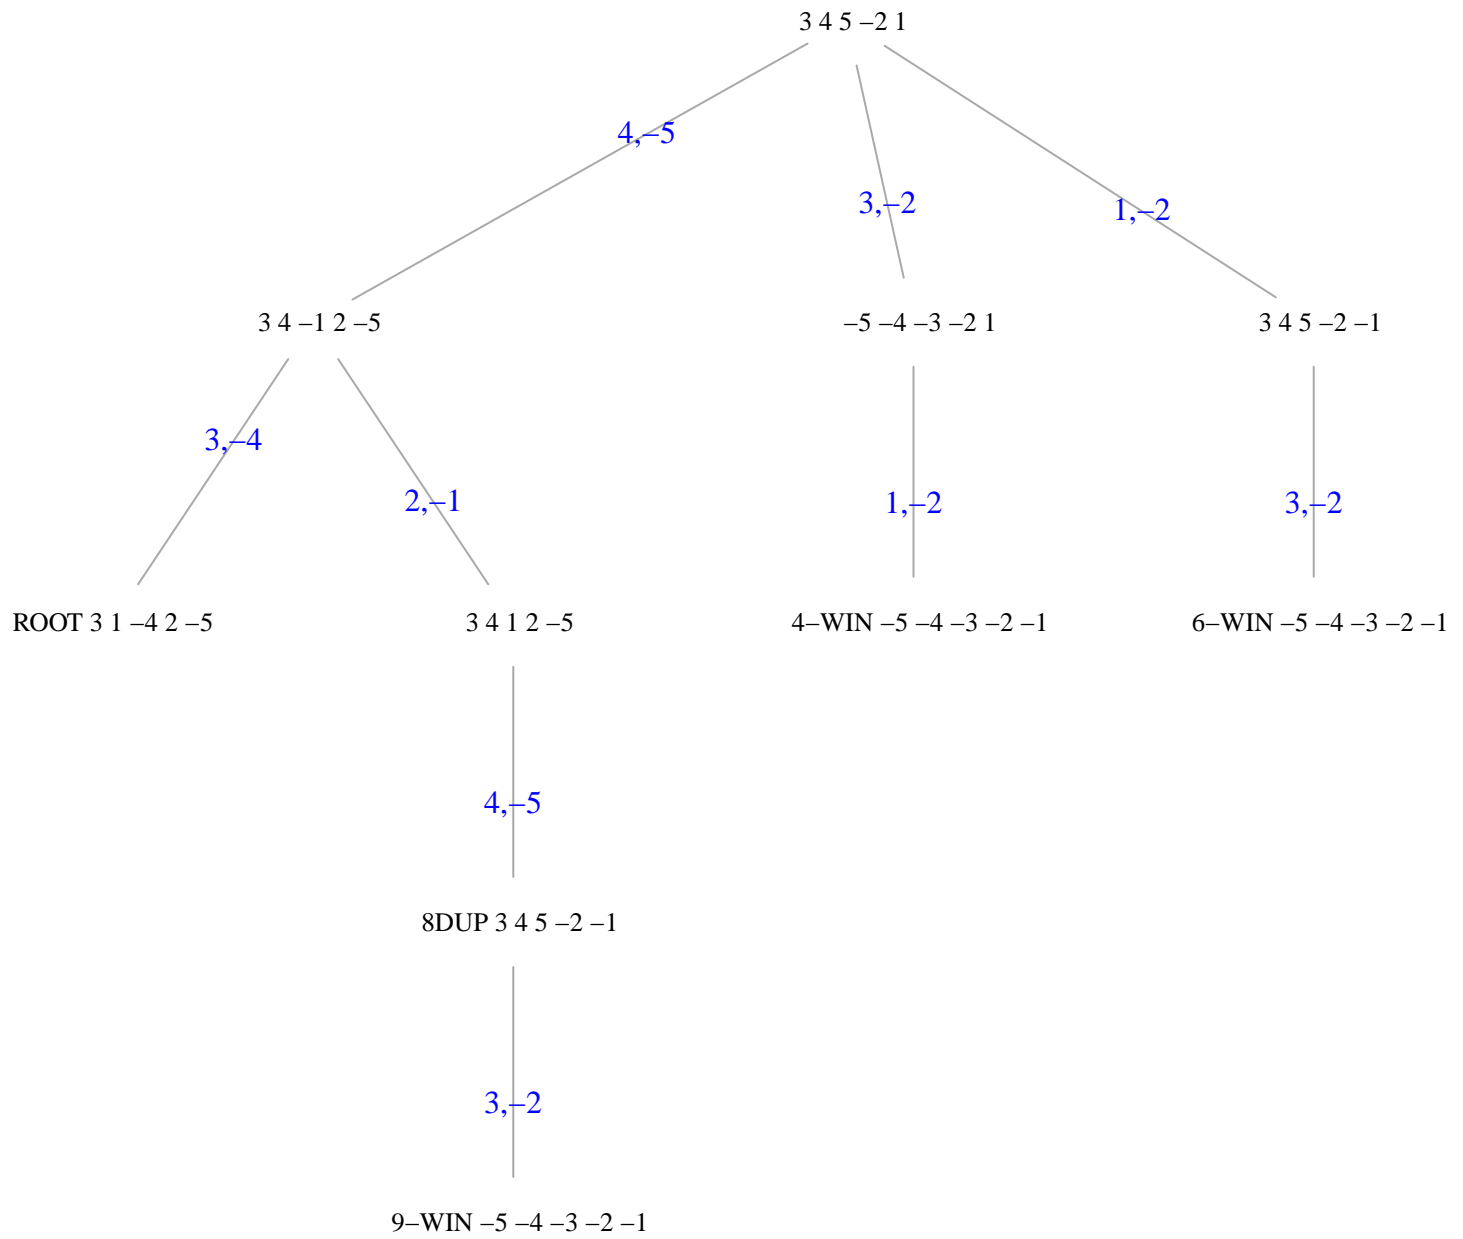 3 4 5 –2 1
4,–5
3,–2
1,–2
3 4 –1 2 –5
–5 –4 –3 –2 1
3 4 5 –2 –1
3,–4
2,–1
1,–2
3,–2
ROOT 3 1 –4 2 –5
3 4 1 2 –5
4–WIN –5 –4 –3 –2 –1
6–WIN –5 –4 –3 –2 –1
4,–5
8DUP 3 4 5 –2 –1
3,–2
9–WIN –5 –4 –3 –2 –1